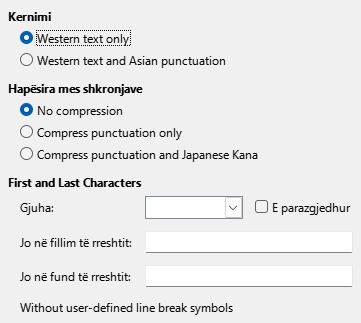 Kernimi
Western text only
Western text and Asian punctuation
Hapësira mes shkronjave
No compression
Compress punctuation only
Compress punctuation and Japanese Kana
First and Last Characters
Gjuha:
E parazgjedhur
Jo në fillim të rreshtit:
Jo në fund të rreshtit:
Without user-defined line break symbols